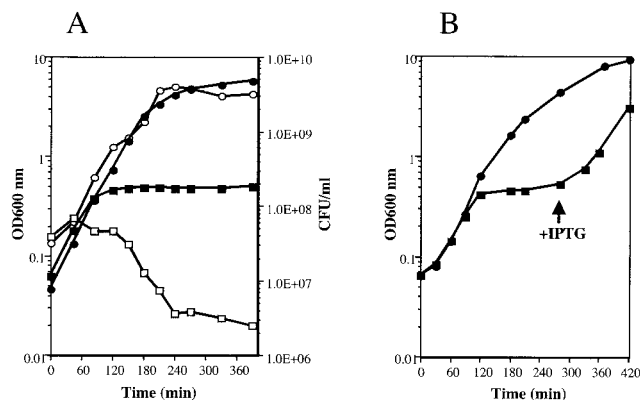 A
10
1
0.1
0.01
OD600 nm
1.0E+10
1.0E+09
1.0E+08
1.0E+07
1.0E+06
CFU/ml
0 60 120 180 240 300 360
Time (min)
B
10
1
0.1
0.01
OD600 nm
+IPTG
0 60 120 180 240 300 360 420
Time (min)